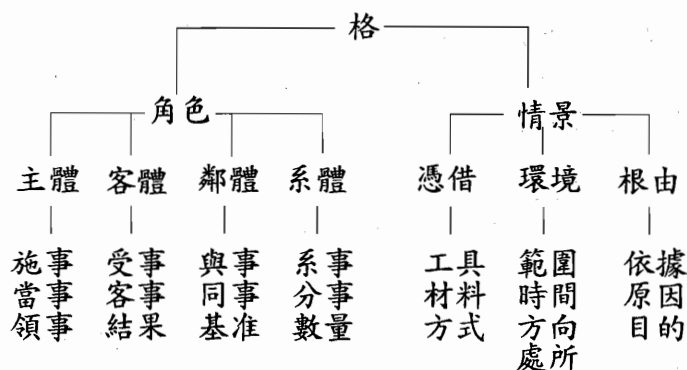 格
角色 情景
主體 客體 鄰體 系體 憑借 環境 根由
施事 受事 與事 系事 工具 範圍 依據
當事 客事 同事 分事 材料 時間 原因
領事 結果 基准 數量 方式 方向 目的
處所